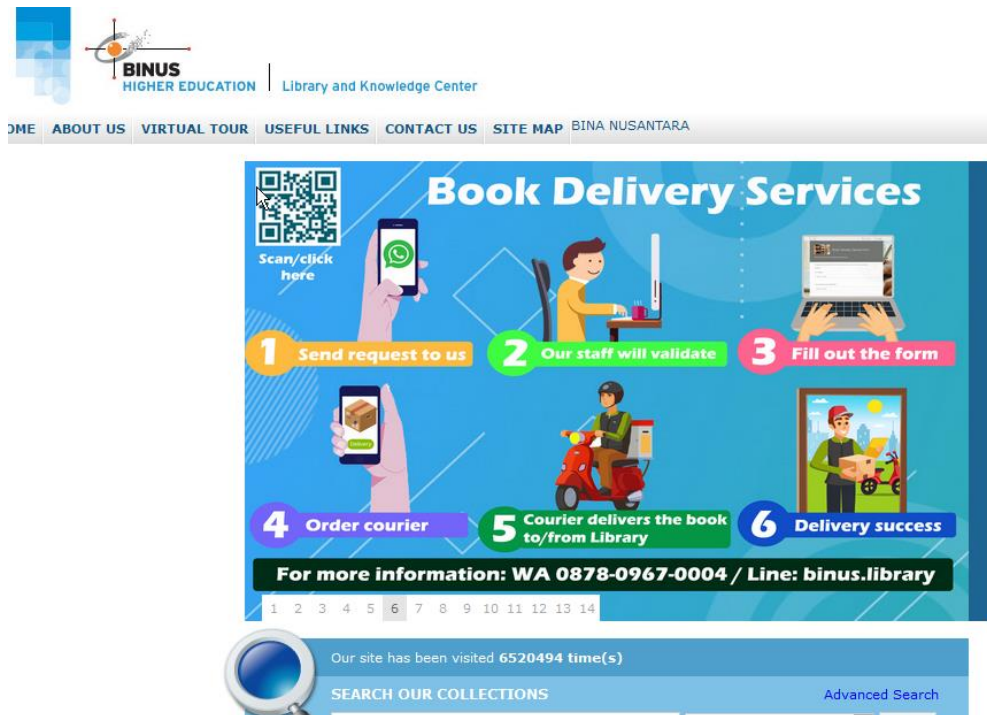 BINUS
HIGHER EDUCATION
Library and Knowledge Center
OME ABOUT US VIRTUAL TOUR USEFUL LINKS CONTACT US SITE MAP BINA NUSANTARA
Book Delivery Services
Scan/click
here
1 Send request to us
2 Our staff will validate
3 Fill out the form
Delivery
4 Order courier
5 Courier delivers the book
to/from Library
6 Delivery success
For more information: WA 0878-0967-0004 / Line: binus.library
1 2 3 4 5 6 7 8 9 10 11 12 13 14
Our site has been visited 6520494 time(s)
SEARCH OUR COLLECTIONS
Advanced Search